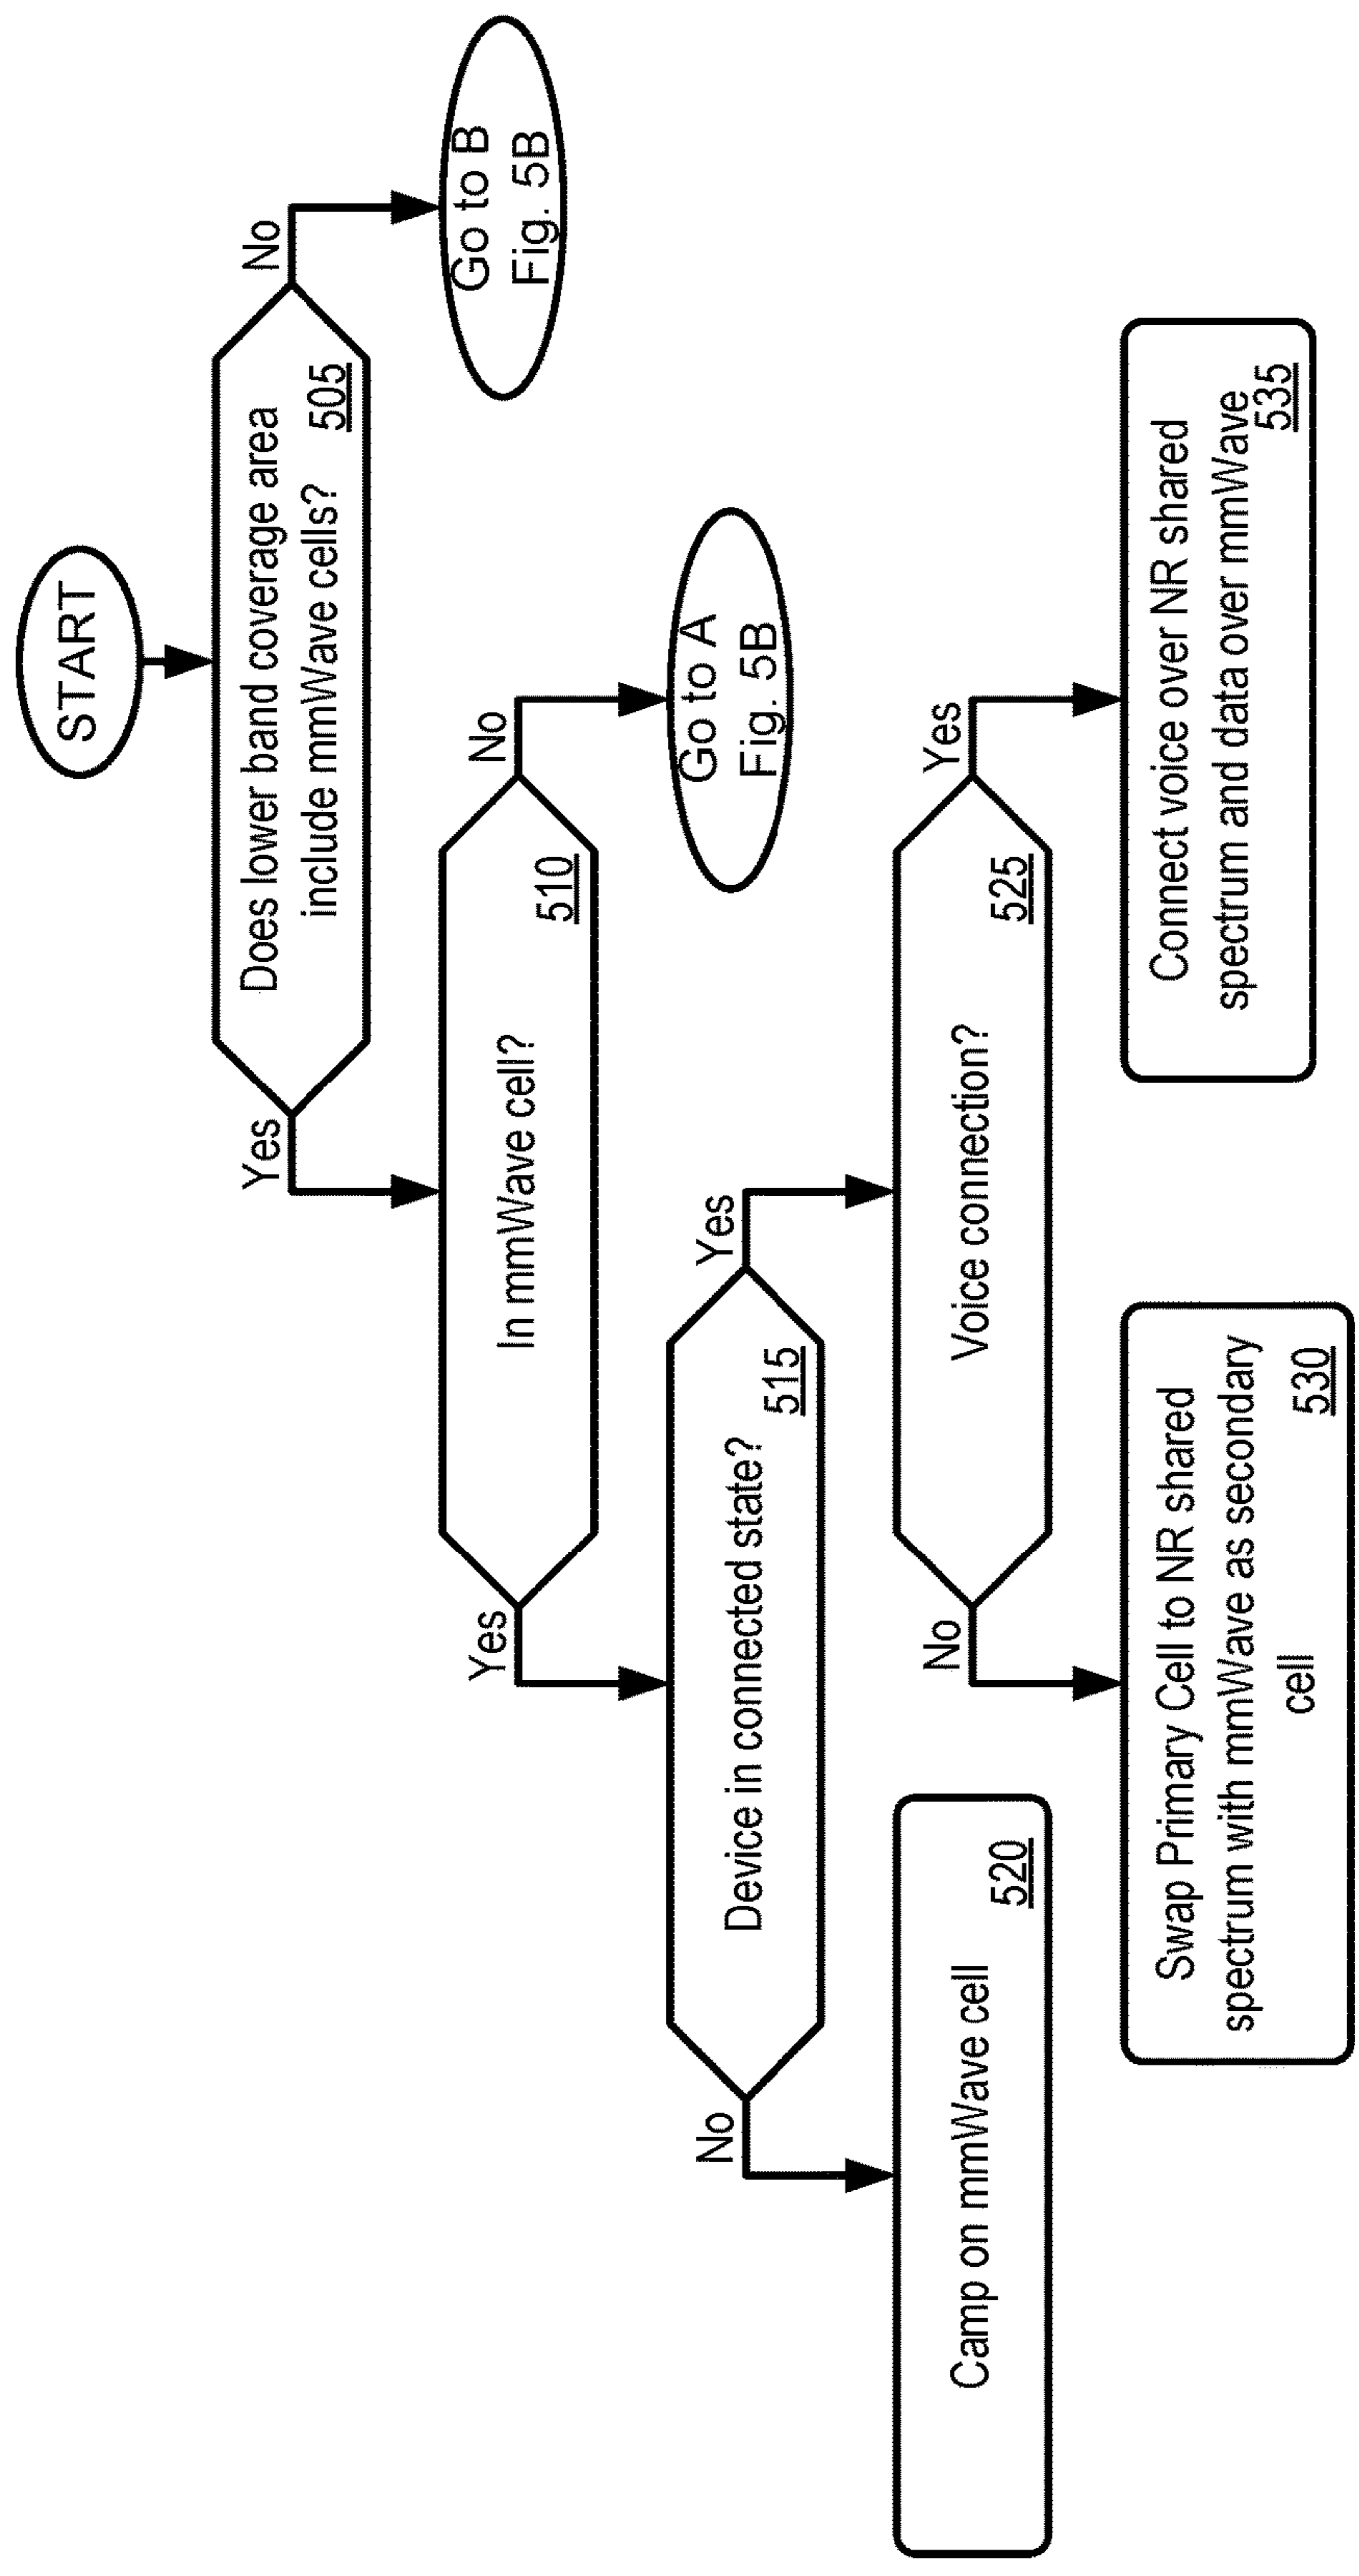 START
Does lower band coverage area
include mmWave cells?
505
Yes
No
Go to B
Fig. 5B
In mmWave cell?
510
Yes
No
Go to A
Fig. 5B
Device in connected state?
515
No
Yes
Camp on mmWave cell
520
Voice connection?
525
No
Yes
Swap Primary Cell to NR shared
spectrum with mmWave as secondary
cell
530
Connect voice over NR shared
spectrum and data over mmWave
535